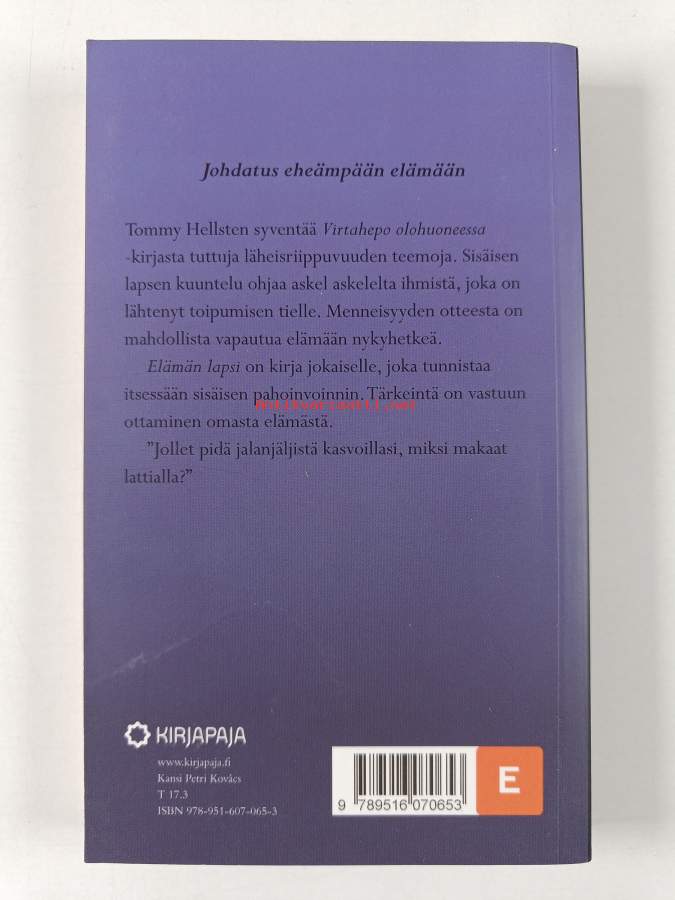 Johdatus eheämpään elämään
Tommy Hellsten syventää Virtahepo olohuoneessa
-kirjasta tuttuja läheisriippuvuuden teemoja. Sisäisen
lapsen kuuntelu ohjaa askel askelelta ihmistä, joka on
lähtenyt toipumisen tielle. Menneisyyden otteesta on
mahdollista vapautua elämään nykyhetkeä.
Elämän lapsi on kirja jokaiselle, joka tunnistaa
itsessään sisäisen pahoinvoinnin. Tärkeintä on vastuun
Antikvariaatti.net
ottaminen omasta elämästä.
”Jollet pidä jalanjäljistä kasvoillasi, miksi makaat
lattialla?”
KIRJAPAJA
www.kirjapaja.fi
Kansi Petri Kovács
T 17.3
ISBN 978-951-607-065-3
9 789516 070653
E